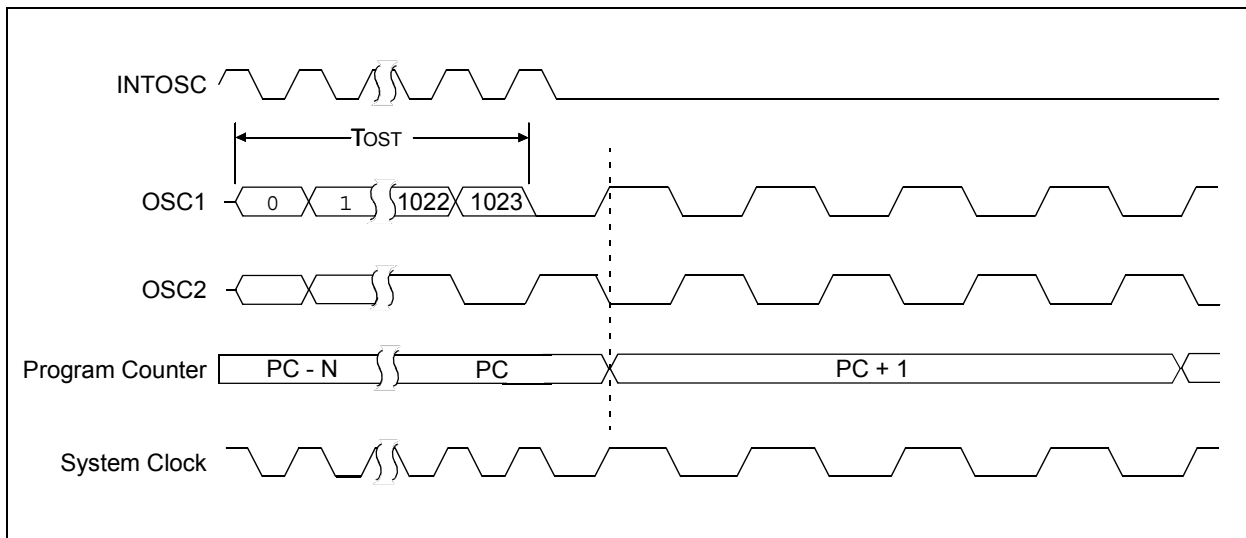 INTOSC
TOST
OSC1 0 1 1022 1023
OSC2
Program Counter PC - N PC PC + 1
System Clock